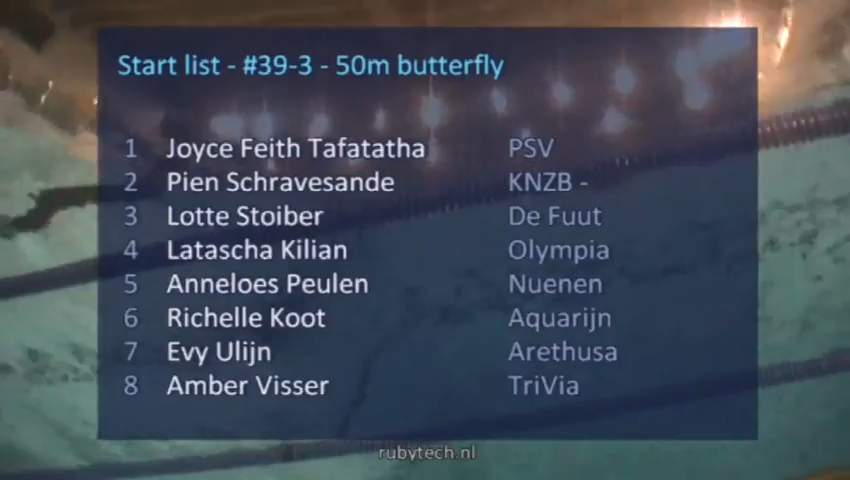 Start list - #39-3 - 50m butterfly
1 Joyce Feith Tafatatha PSV
2 Pien Schravesande KNZB -
3 Lotte Stoiber De Fuut
4 Latascha Kilian Olympia
5 Anneloes Peulen Nuenen
6 Richelle Koot Aquarijn
7 Evy Ulijn Arethusa
8 Amber Visser TriVia
rubytech.nl